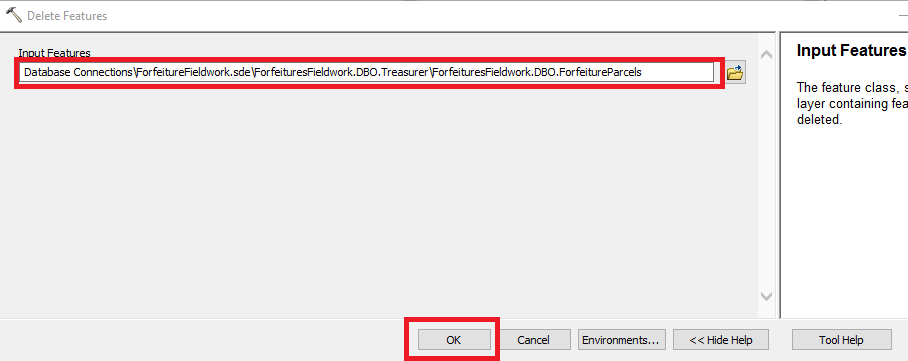 Delete Features
Input Features
Database Connections\ForfeitureFieldwork.sde\ForfeituresFieldwork.DBO.Treasurer\ForfeituresFieldwork.DBO.ForfeitureParcels
Input Features
The feature class, s
layer containing fea
deleted.
OK
Cancel
Environments...
<< Hide Help
Tool Help